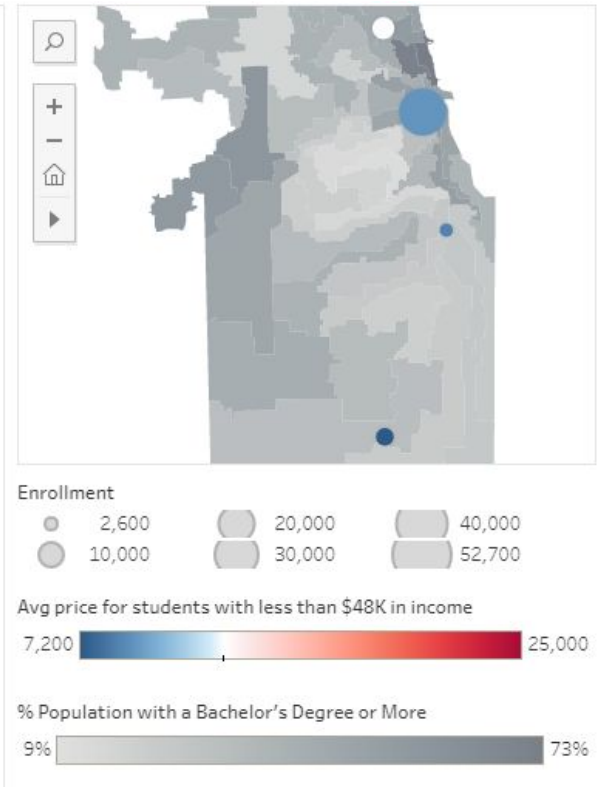 Enrollment
2,600 20,000 40,000
10,000 30,000 52,700
Avg price for students with less than $48K in income
7,200 25,000
% Population with a Bachelor's Degree or More
9% 73%